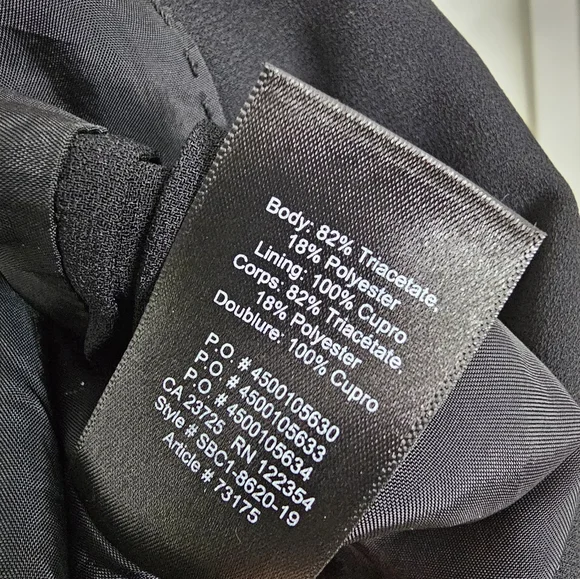 Body: 82% Triacetate,
18% Polyester
Lining: 100% Cupro
Corps: 82% Triacétate,
18% Polyester
Doublure: 100% Cupro
P.O. # 4500105630
P.O. # 4500105633
P.O. # 4500105634
CA 23725 RN 122354
Style # SBC1-8620-19
Article # 73175